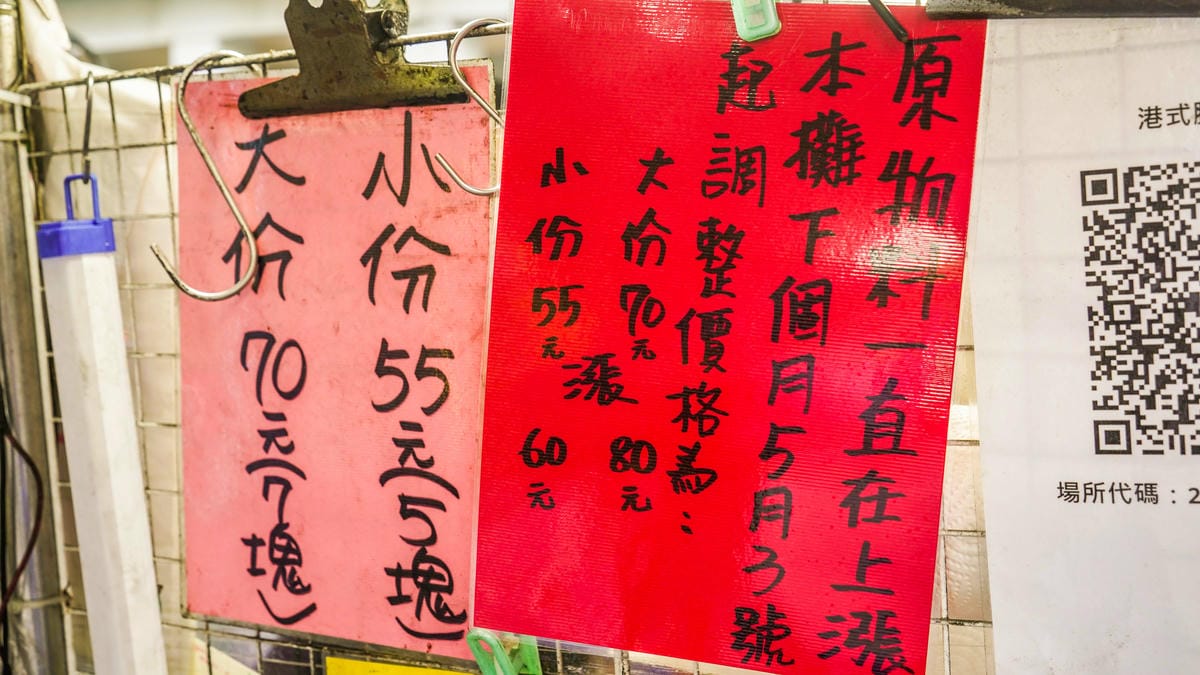 小份55元(5塊)
大份70元(7塊)
原物料一直在上漲
本攤下個月5月3號
起調整價格為：
大份70元漲80元
小份55元漲60元
港式
場所代碼：2